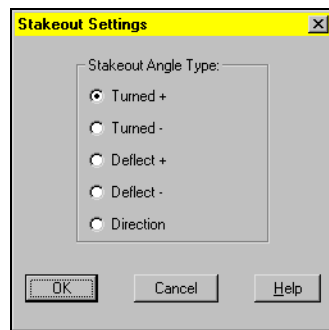 Stakeout Settings
Stakeout Angle Type:
Turned +
Turned -
Deflect +
Deflect -
Direction
OK Cancel Help